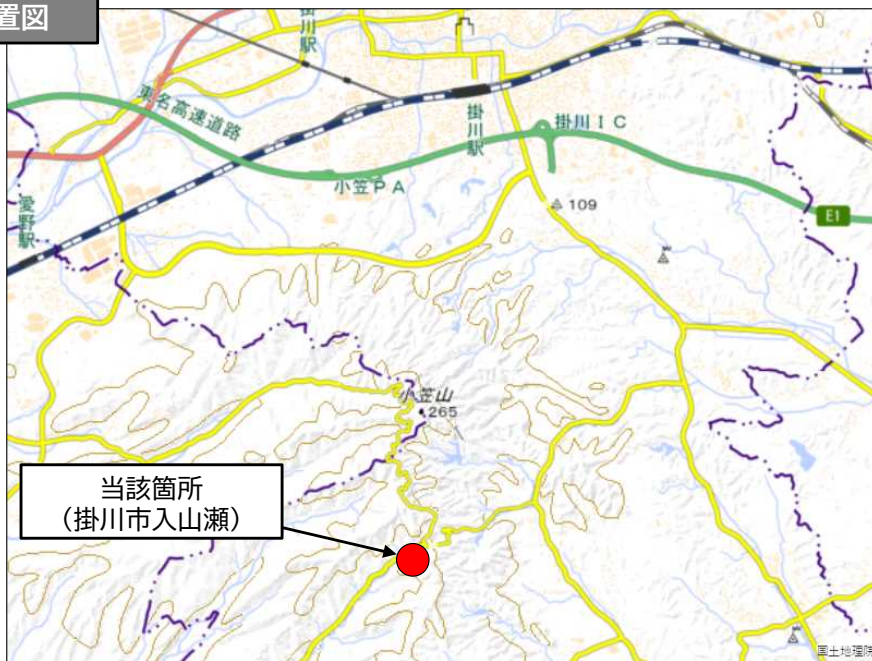 置図
掛川駅
東名高速道路
掛川駅
掛川IC
小笠PA
109
愛野駅
E1
小笠山
265
当該箇所
（掛川市入山瀬）
国土地理院